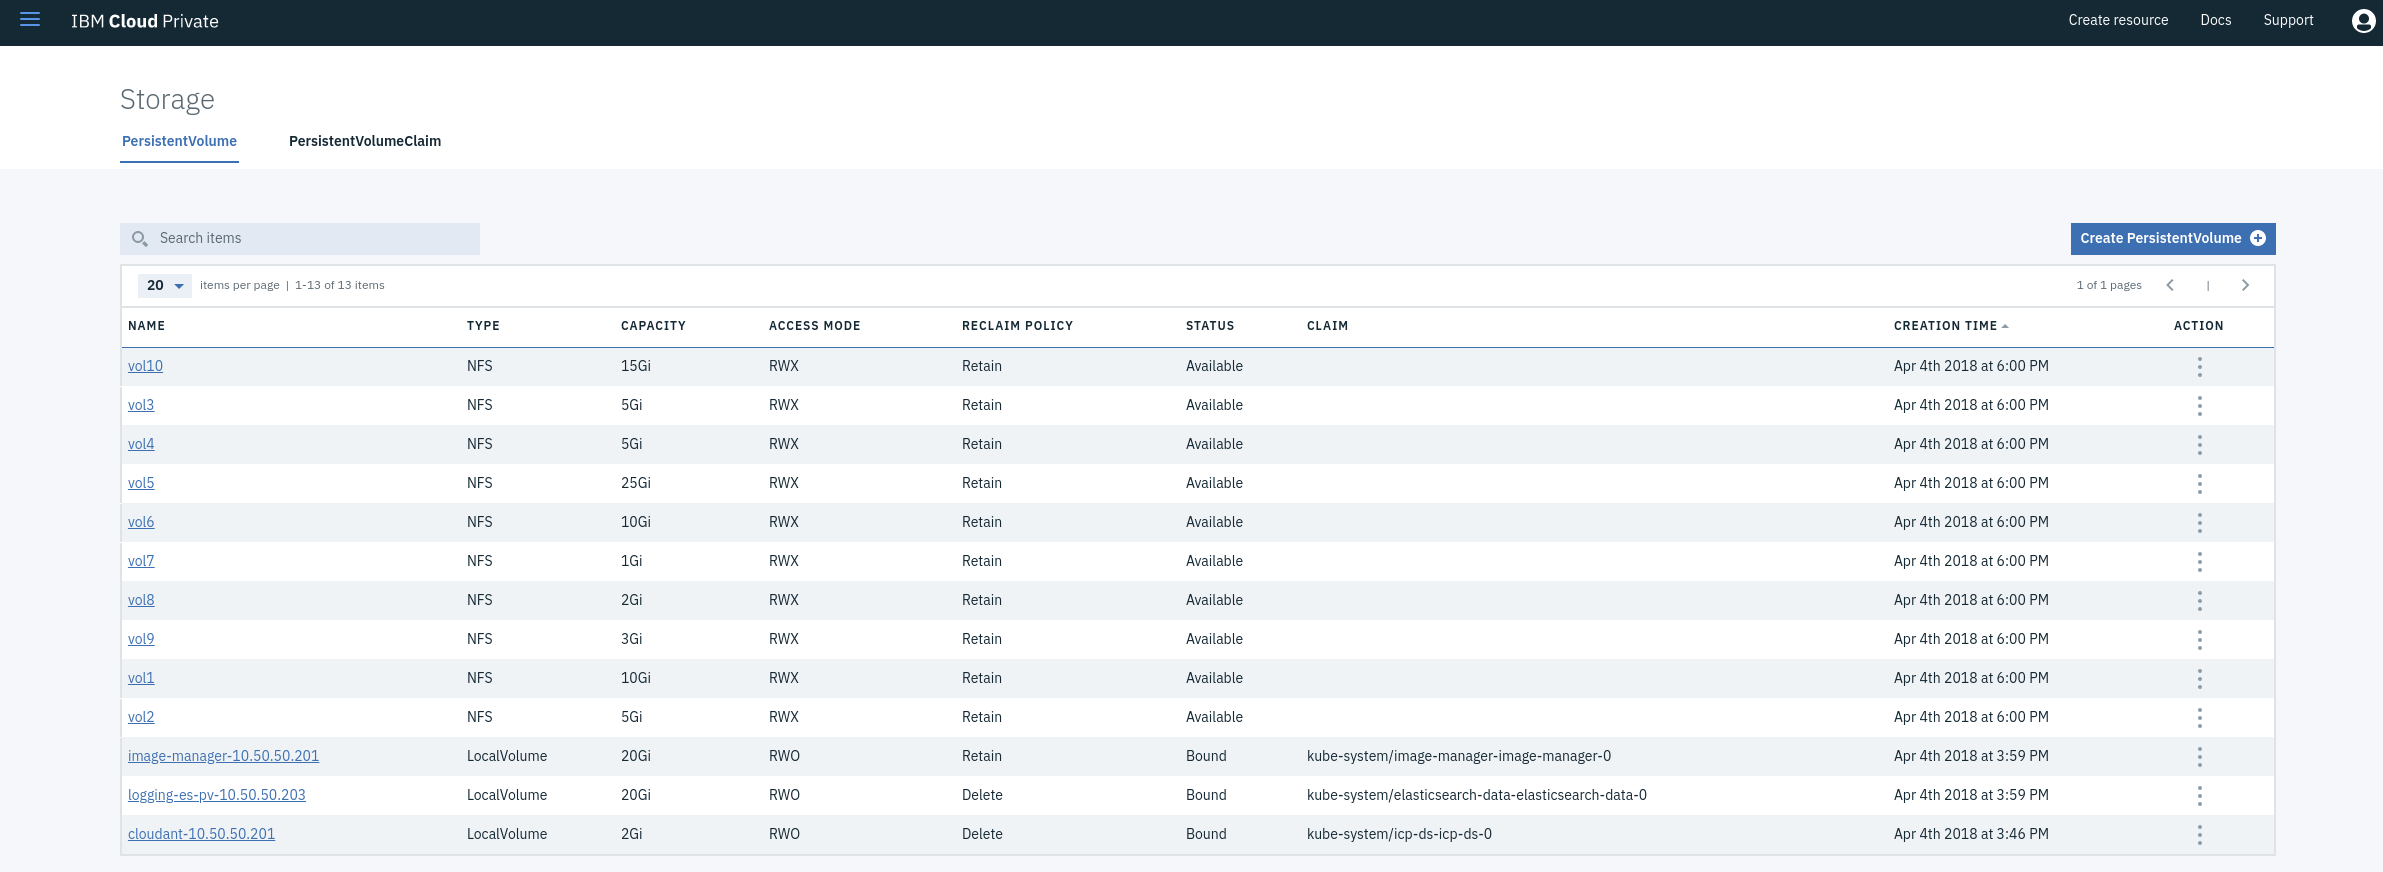 IBM Cloud Private Create resource Docs Support
Storage
PersistentVolume PersistentVolumeClaim
Search items Create PersistentVolume
20 items per page | 1-13 of 13 items 1 of 1 pages |
NAME TYPE CAPACITY ACCESS MODE RECLAIM POLICY STATUS CLAIM CREATION TIME ACTION
vol10 NFS 15Gi RWX Retain Available Apr 4th 2018 at 6:00 PM
vol3 NFS 5Gi RWX Retain Available Apr 4th 2018 at 6:00 PM
vol4 NFS 5Gi RWX Retain Available Apr 4th 2018 at 6:00 PM
vol5 NFS 25Gi RWX Retain Available Apr 4th 2018 at 6:00 PM
vol6 NFS 10Gi RWX Retain Available Apr 4th 2018 at 6:00 PM
vol7 NFS 1Gi RWX Retain Available Apr 4th 2018 at 6:00 PM
vol8 NFS 2Gi RWX Retain Available Apr 4th 2018 at 6:00 PM
vol9 NFS 3Gi RWX Retain Available Apr 4th 2018 at 6:00 PM
vol1 NFS 10Gi RWX Retain Available Apr 4th 2018 at 6:00 PM
vol2 NFS 5Gi RWX Retain Available Apr 4th 2018 at 6:00 PM
image-manager-10.50.50.201 LocalVolume 20Gi RWO Retain Bound kube-system/image-manager-image-manager-0 Apr 4th 2018 at 3:59 PM
logging-es-pv-10.50.50.203 LocalVolume 20Gi RWO Delete Bound kube-system/elasticsearch-data-elasticsearch-data-0 Apr 4th 2018 at 3:59 PM
cloudant-10.50.50.201 LocalVolume 2Gi RWO Delete Bound kube-system/icp-ds-icp-ds-0 Apr 4th 2018 at 3:46 PM